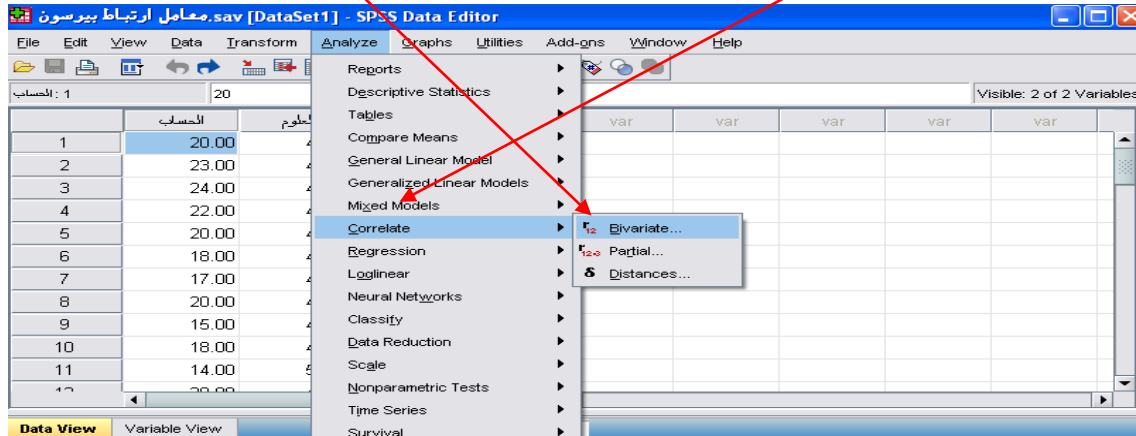 معامل ارتباط بيرسون.sav [DataSet1] - SPSS Data Editor
File Edit View Data Transform Analyze Graphs Utilities Add-ons Window Help
1 : الحساب 20 Visible: 2 of 2 Variables
الحساب var var var var var
1 20.00
2 23.00
3 24.00
4 22.00
5 20.00
6 18.00
7 17.00
8 20.00
9 15.00
10 18.00
11 14.00
Reports
Descriptive Statistics
Tables
Compare Means
General Linear Model
Generalized Linear Models
Mixed Models
Correlate
Regression
Loglinear
Neural Networks
Classify
Data Reduction
Scale
Nonparametric Tests
Time Series
Survival
r12 Bivariate...
r12.3 Partial...
δ Distances...
Data View Variable View